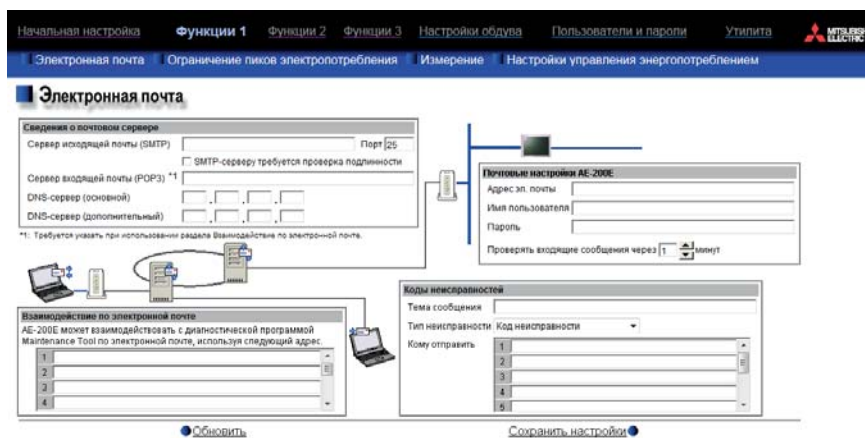 Начальная настройка Функции 1 Функции 2 Функции 3 Настройки обдува Пользователи и пароли Утилита MITSUBISHI ELECTRIC
Электронная почта Ограничение пиков электропотребления Измерение Настройки управления энергопотреблением
Электронная почта
Сведения о почтовом сервере
Сервер исходящей почты (SMTP) Порт 25
SMTP-серверу требуется проверка подлинности
Сервер входящей почты (POP3) *1
DNS-сервер (основной) . . .
DNS-сервер (дополнительный) . . .
*1: Требуется указать при использовании раздела Взаимодействие по электронной почте.
Почтовые настройки AE-200E
Адрес эл. почты
Имя пользователя
Пароль
Проверять входящие сообщения через 1 минут
Взаимодействие по электронной почте
AE-200E может взаимодействовать с диагностической программой
Maintenance Tool по электронной почте, используя следующий адрес.
1
2
3
4
Коды неисправностей
Тема сообщения
Тип неисправности Код неисправности
Кому отправить 1
2
3
4
5
Обновить Сохранить настройки